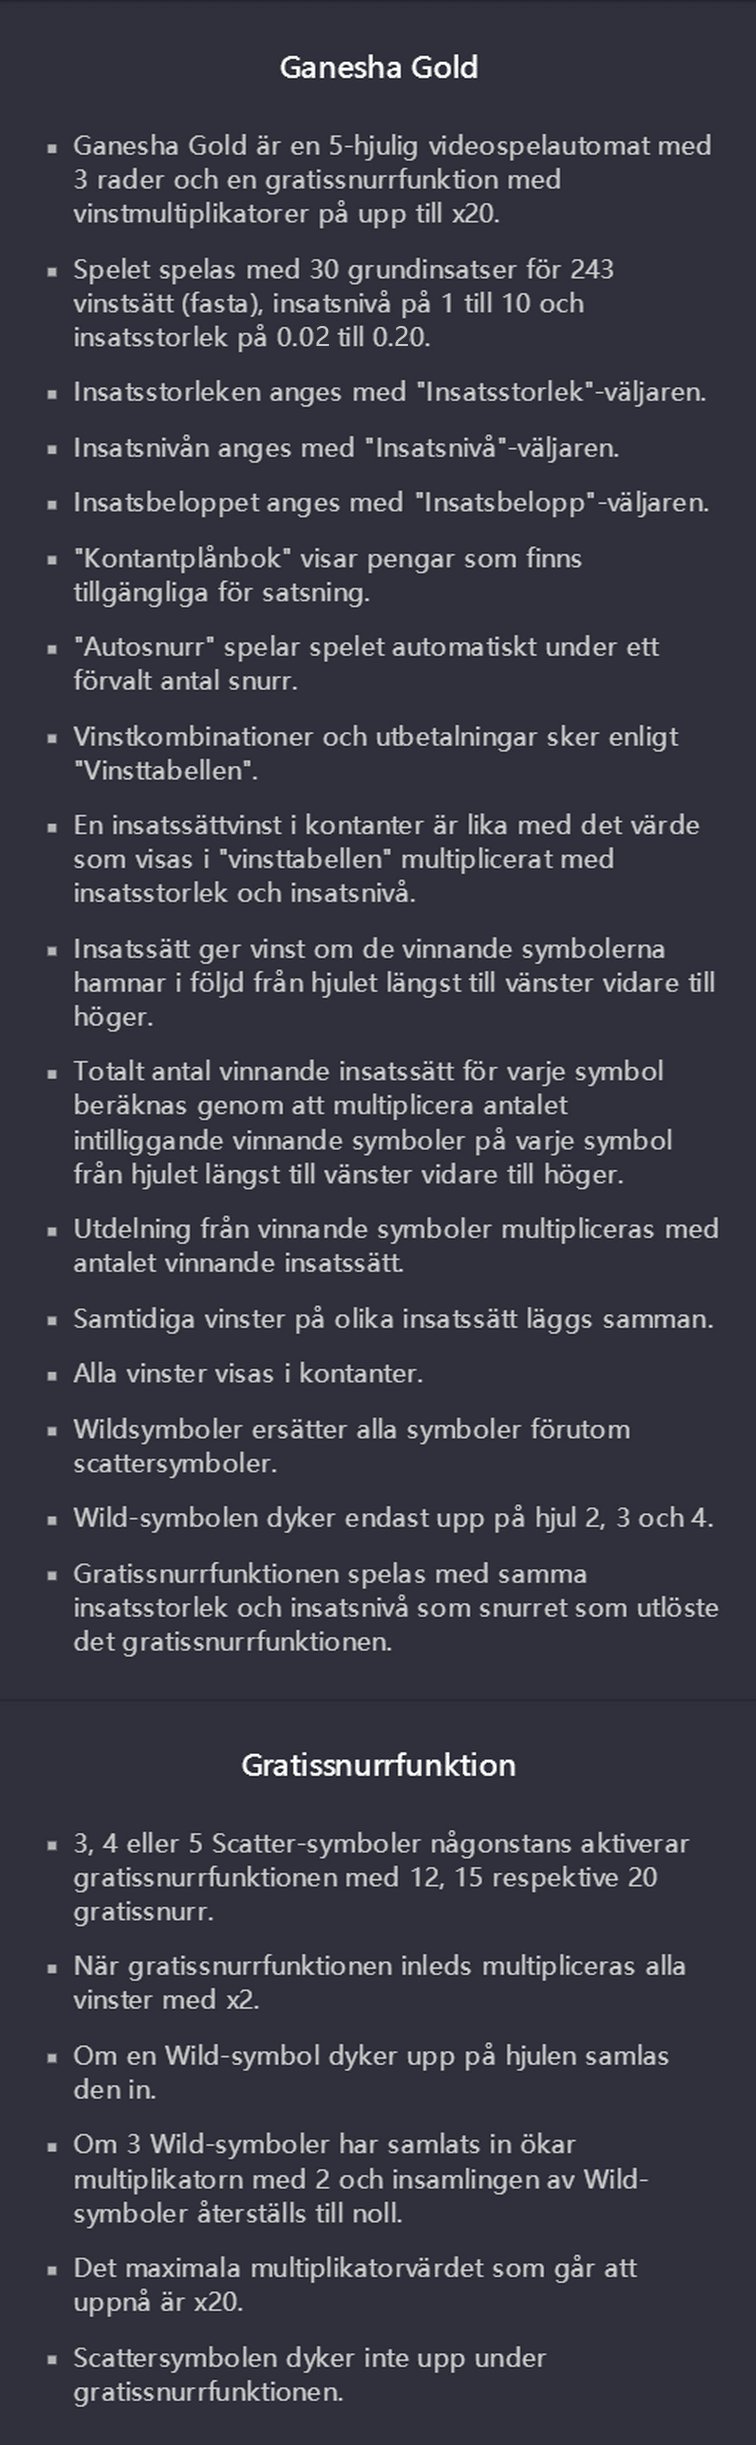 Ganesha Gold
▪ Ganesha Gold är en 5-hjulig videospelautomat med
3 rader och en gratissnurrfunktion med
vinstmultiplikatorer på upp till x20.
▪ Spelet spelas med 30 grundinsatser för 243
vinstsätt (fasta), insatsnivå på 1 till 10 och
insatsstorlek på 0.02 till 0.20.
▪ Insatsstorleken anges med "Insatsstorlek"-väljaren.
▪ Insatsnivån anges med "Insatsnivå"-väljaren.
▪ Insatsbeloppet anges med "Insatsbelopp"-väljaren.
▪ "Kontantplånbok" visar pengar som finns
tillgängliga för satsning.
▪ "Autosnurr" spelar spelet automatiskt under ett
förvalt antal snurr.
▪ Vinstkombinationer och utbetalningar sker enligt
"Vinsttabellen".
▪ En insatssättvinst i kontanter är lika med det värde
som visas i "vinsttabellen" multiplicerat med
insatsstorlek och insatsnivå.
▪ Insatssätt ger vinst om de vinnande symbolerna
hamnar i följd från hjulet längst till vänster vidare till
höger.
▪ Totalt antal vinnande insatssätt för varje symbol
beräknas genom att multiplicera antalet
intilliggande vinnande symboler på varje symbol
från hjulet längst till vänster vidare till höger.
▪ Utdelning från vinnande symboler multipliceras med
antalet vinnande insatssätt.
▪ Samtidiga vinster på olika insatssätt läggs samman.
▪ Alla vinster visas i kontanter.
▪ Wildsymboler ersätter alla symboler förutom
scattersymboler.
▪ Wild-symbolen dyker endast upp på hjul 2, 3 och 4.
▪ Gratissnurrfunktionen spelas med samma
insatsstorlek och insatsnivå som snurret som utlöste
det gratissnurrfunktionen.
Gratissnurrfunktion
▪ 3, 4 eller 5 Scatter-symboler någonstans aktiverar
gratissnurrfunktionen med 12, 15 respektive 20
gratissnurr.
▪ När gratissnurrfunktionen inleds multipliceras alla
vinster med x2.
▪ Om en Wild-symbol dyker upp på hjulen samlas
den in.
▪ Om 3 Wild-symboler har samlats in ökar
multiplikatorn med 2 och insamlingen av Wild-
symboler återställs till noll.
▪ Det maximala multiplikatorvärdet som går att
uppnå är x20.
▪ Scattersymbolen dyker inte upp under
gratissnurrfunktionen.